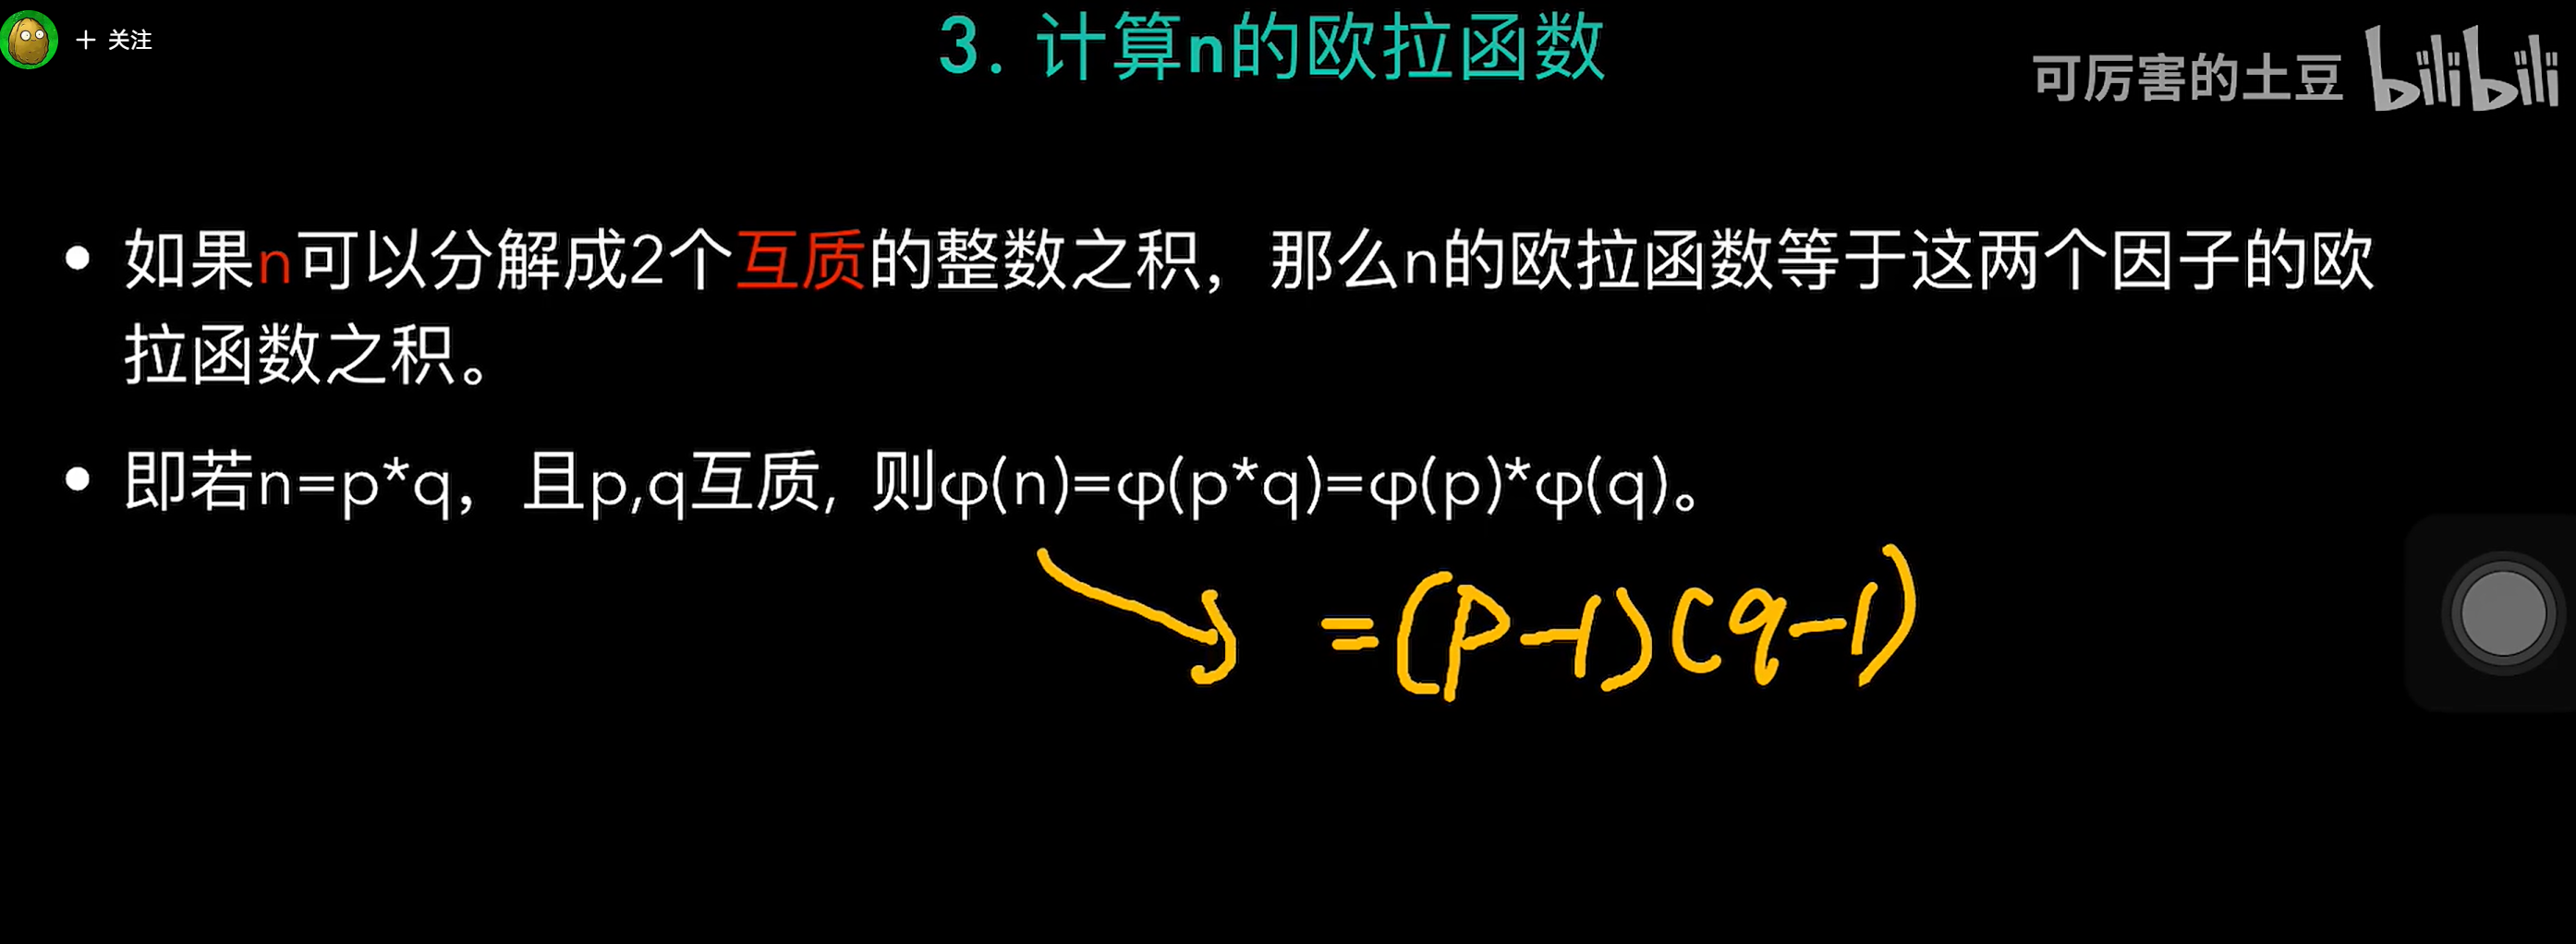 + 关注
3. 计算n的欧拉函数
可厉害的土豆 bilibili
• 如果n可以分解成2个互质的整数之积，那么n的欧拉函数等于这两个因子的欧
拉函数之积。
• 即若n=p*q，且p,q互质, 则φ(n)=φ(p*q)=φ(p)*φ(q)。
=(p-1)(q-1)